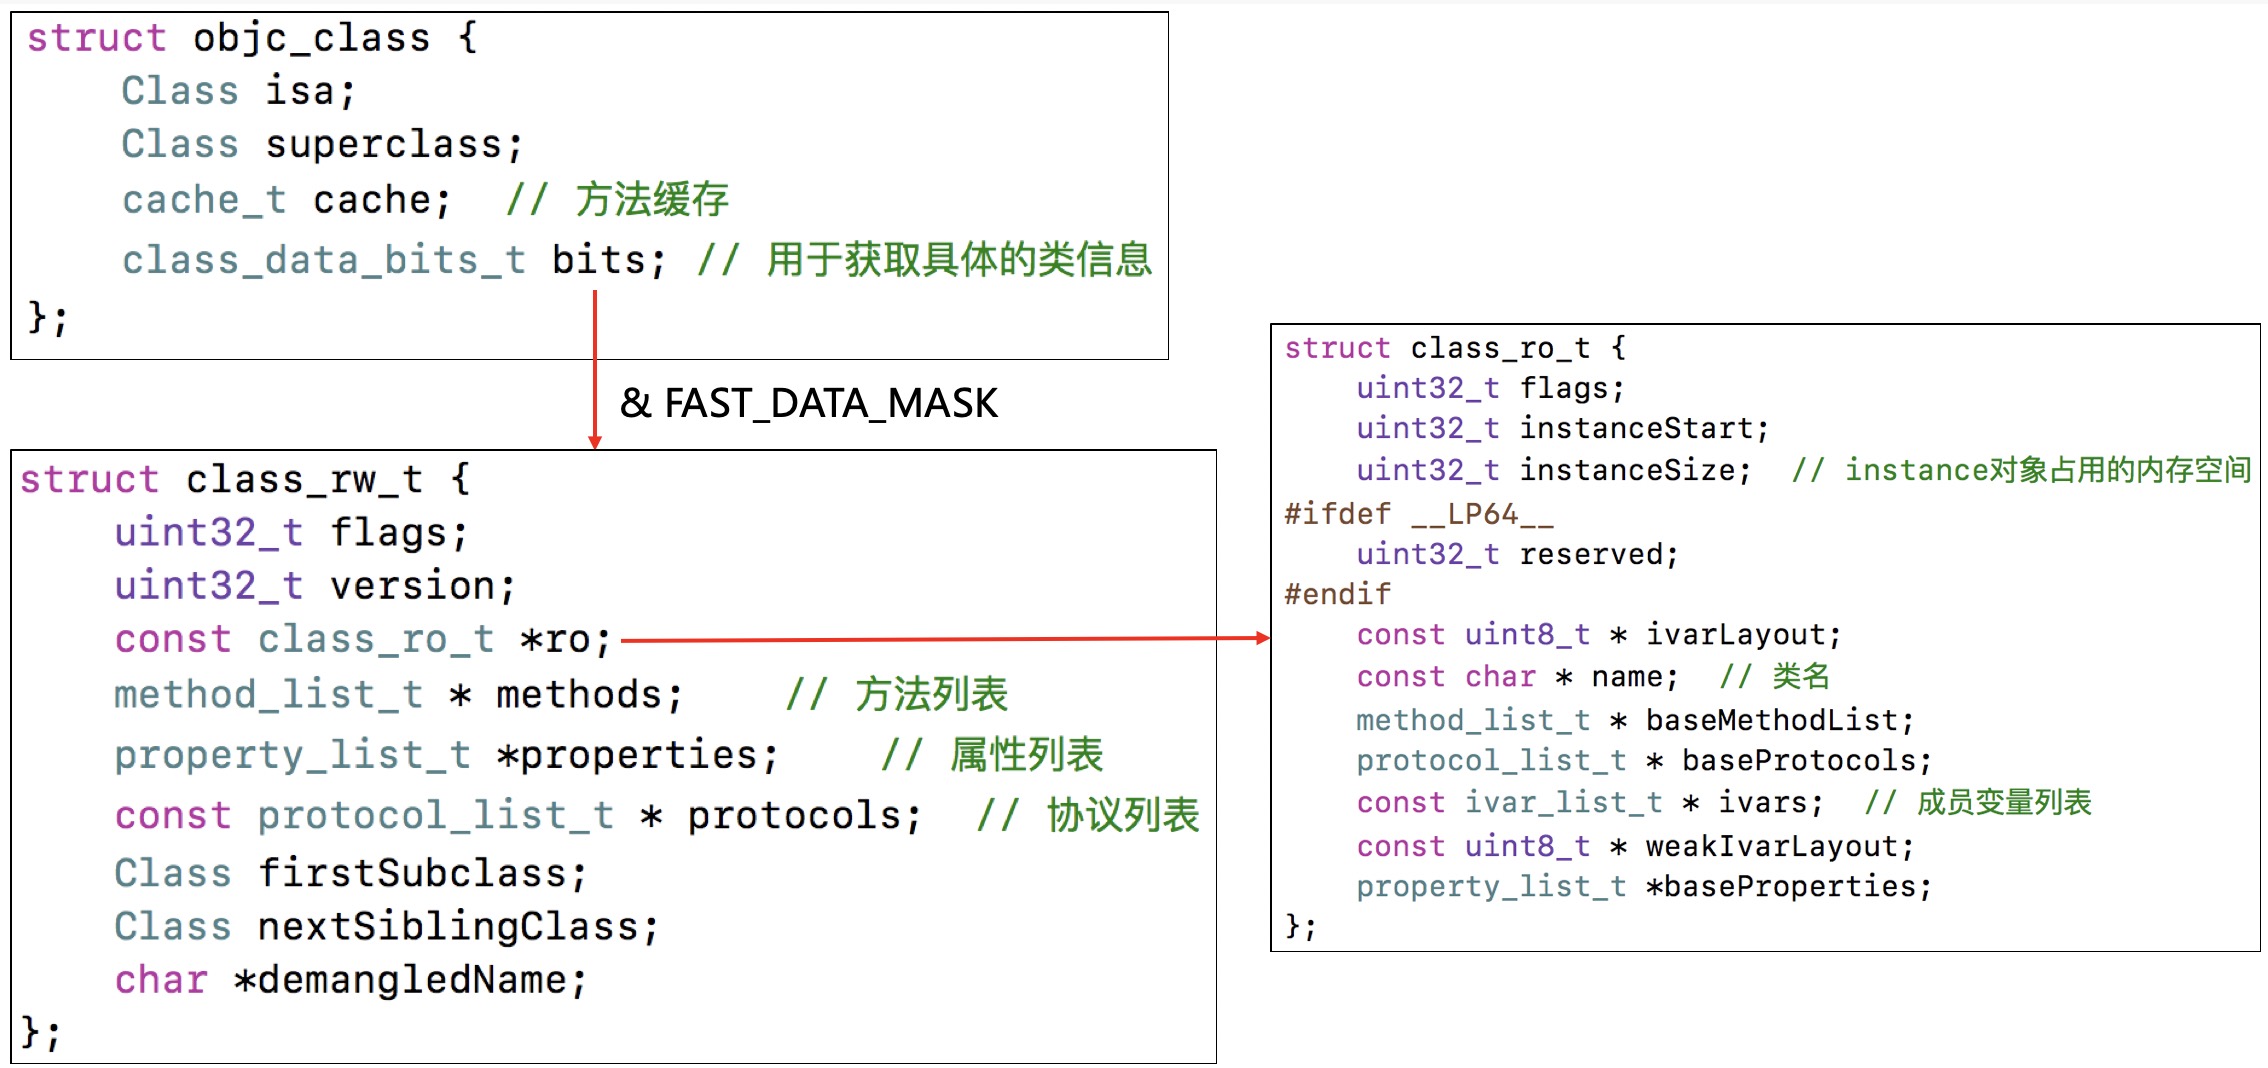 struct objc_class {
Class isa;
Class superclass;
cache_t cache; // 方法缓存
class_data_bits_t bits; // 用于获取具体的类信息
};
& FAST_DATA_MASK
struct class_rw_t {
uint32_t flags;
uint32_t version;
const class_ro_t *ro;
method_list_t * methods; // 方法列表
property_list_t *properties; // 属性列表
const protocol_list_t * protocols; // 协议列表
Class firstSubclass;
Class nextSiblingClass;
char *demangledName;
};
struct class_ro_t {
uint32_t flags;
uint32_t instanceStart;
uint32_t instanceSize; // instance对象占用的内存空间
#ifdef __LP64__
uint32_t reserved;
#endif
const uint8_t * ivarLayout;
const char * name; // 类名
method_list_t * baseMethodList;
protocol_list_t * baseProtocols;
const ivar_list_t * ivars; // 成员变量列表
const uint8_t * weakIvarLayout;
property_list_t *baseProperties;
};